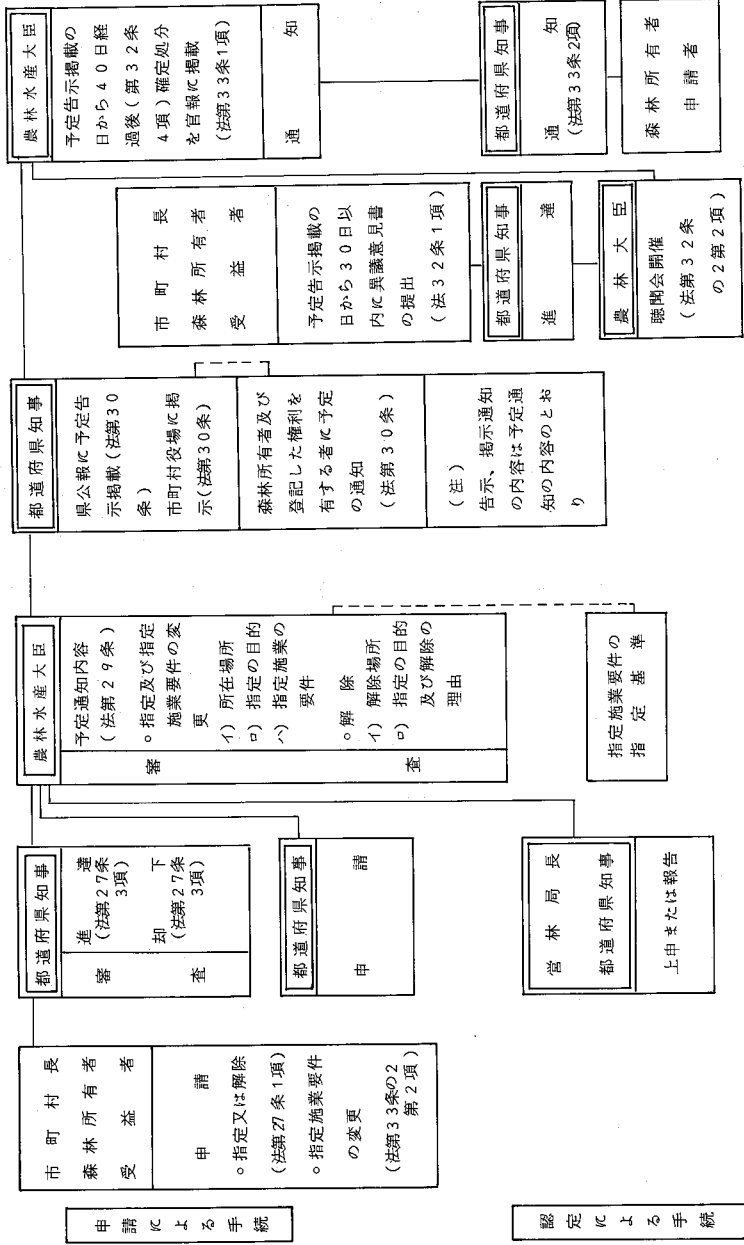 申請による手続
市町村長
森林所有者
受益者
申請
○指定又は解除
(法第27条1項)
○指定施業要件
の変更
(法第33条の2
第2項)
都道府県知事
審査
進達
(法第27条
3項)
却下
(法第27条
3項)
都道府県知事
申請
認定による手続
営林局長
都道府県知事
上申または報告
農林水産大臣
審査
予定通知内容
(法第29条)
○指定及び指定
施業要件の変
更
イ)所在場所
ロ)指定の目的
ハ)指定施業の
要件
○解除
イ)解除場所
ロ)指定の目的
及び解除の
理由
指定施業要件の
指定基準
都道府県知事
県公報に予定告
示掲載(法第30
条)
市町村役場に掲
示(法第30条)
森林所有者及び
登記した権利を
有する者に予定
の通知
(法第30条)
(注)
告示、掲示通知
の内容は予定通
知の内容のとお
り
市町村長
森林所有者
受益者
予定告示掲載の
日から30日以
内に異議意見書
の提出
(法32条1項)
都道府県知事
進達
農林大臣
聴聞会開催
(法第32条
の2第2項)
農林水産大臣
予定告示掲載の
日から40日経
過後(第32条
4項)確定処分
を官報に掲載
(法第33条1項)
通知
都道府県知事
通知
(法第33条2項)
森林所有者
申請者